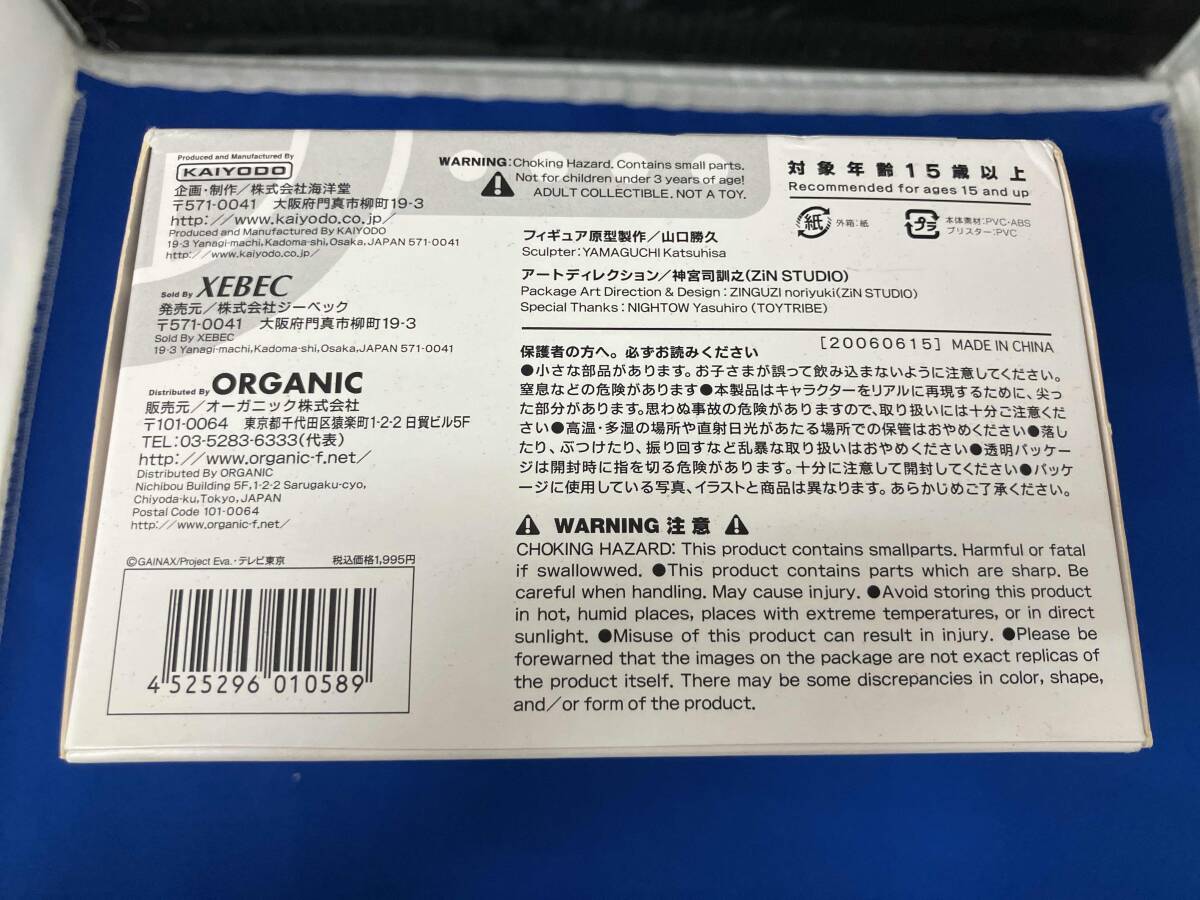 Produced and Manufactured By
KAIYODO
企画・制作／株式会社海洋堂
〒571-0041 大阪府門真市柳町19-3
http://www.kaiyodo.co.jp/
Produced and Manufactured By KAIYODO
19-3 Yanagi-machi, Kadoma-shi, Osaka, JAPAN 571-0041
http://www.kaiyodo.co.jp/
Sold By XEBEC
発売元／株式会社ジーベック
〒571-0041 大阪府門真市柳町19-3
Sold By XEBEC
19-3 Yanagi-machi, Kadoma-shi, Osaka, JAPAN 571-0041
Distributed By ORGANIC
販売元／オーガニック株式会社
〒101-0064 東京都千代田区猿楽町1-2-2 日貿ビル5F
TEL:03-5283-6333(代表)
http://www.organic-f.net/
Distributed By ORGANIC
Nichibou Building 5F, 1-2-2 Sarugaku-cyo,
Chiyoda-ku, Tokyo, JAPAN
Postal Code 101-0064
http://www.organic-f.net/
©GAINAX/Project Eva.・テレビ東京 税込価格1,995円
4 525296 010589
WARNING: Choking Hazard. Contains small parts.
Not for children under 3 years of age!
ADULT COLLECTIBLE. NOT A TOY.
対象年齢15歳以上
Recommended for ages 15 and up
紙 外箱:紙
プラ 本体素材:PVC・ABS
ブリスター:PVC
フィギュア原型製作／山口勝久
Sculpter: YAMAGUCHI Katsuhisa
アートディレクション／神宮司訓之(ZiN STUDIO)
Package Art Direction & Design : ZINGUZI noriyuki(ZiN STUDIO)
Special Thanks : NIGHTOW Yasuhiro (TOYTRIBE)
[20060615] MADE IN CHINA
保護者の方へ。必ずお読みください
●小さな部品があります。お子さまが誤って飲み込まないように注意してください。
窒息などの危険があります●本製品はキャラクターをリアルに再現するために、尖っ
た部分があります。思わぬ事故の危険がありますので、取り扱いには十分ご注意くだ
さい●高温・多湿の場所や直射日光があたる場所での保管はおやめください●落し
たり、ぶつけたり、振り回すなど乱暴な取り扱いはおやめください●透明パッケー
ジは開封時に指を切る危険があります。十分に注意して開封してください●パッケ
ージに使用している写真、イラストと商品は異なります。あらかじめご了承ください。
WARNING 注意
CHOKING HAZARD: This product contains smallparts. Harmful or fatal
if swallowwed. ●This product contains parts which are sharp. Be
careful when handling. May cause injury. ●Avoid storing this product
in hot, humid places, places with extreme temperatures, or in direct
sunlight. ●Misuse of this product can result in injury. ●Please be
forewarned that the images on the package are not exact replicas of
the product itself. There may be some discrepancies in color, shape,
and/or form of the product.